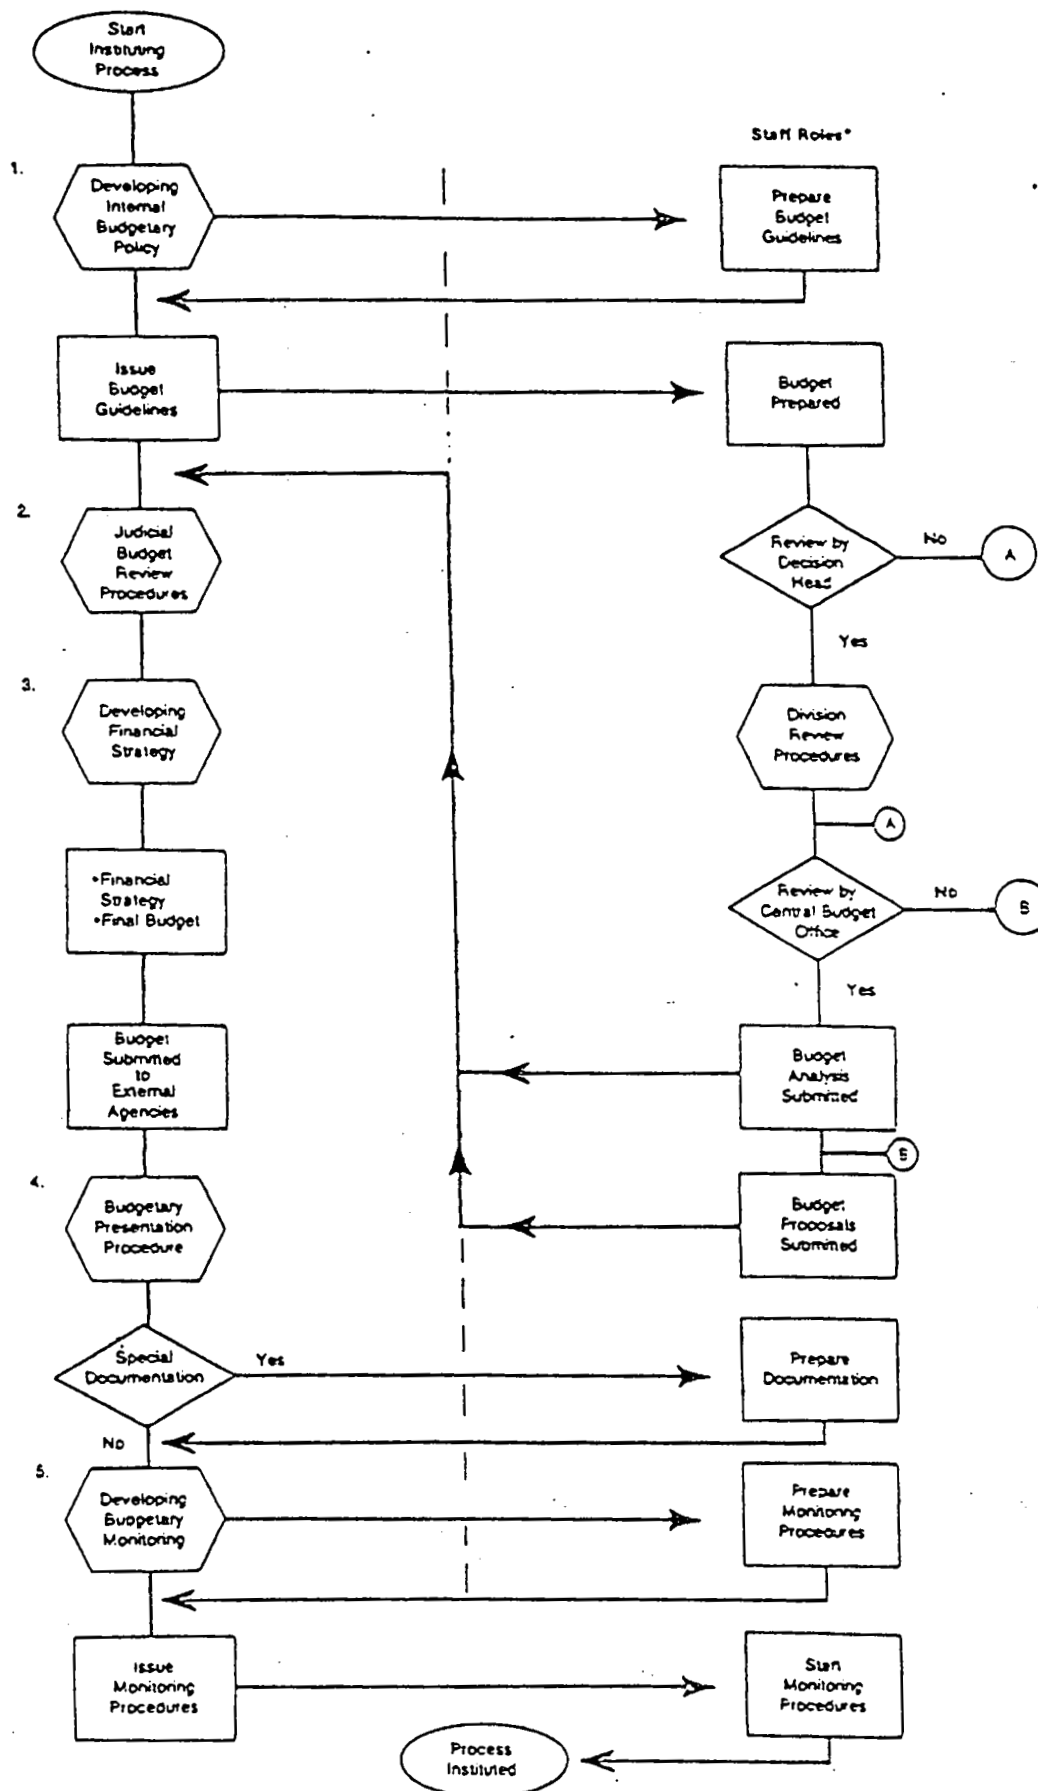 Start
Instituting
Process
Staff Roles*
1.
Developing
Internal
Budgetary
Policy
Prepare
Budget
Guidelines
Issue
Budget
Guidelines
Budget
Prepared
2.
Judicial
Budget
Review
Procedures
Review by
Decision
Head
No
A
Yes
3.
Developing
Financial
Strategy
Division
Review
Procedures
A
•Financial
Strategy
•Final Budget
Review by
Central Budget
Office
No
B
Yes
Budget
Submitted
to
External
Agencies
Budget
Analysis
Submitted
B
4.
Budgetary
Presentation
Procedure
Budget
Proposals
Submitted
Special
Documentation
Yes
Prepare
Documentation
No
5.
Developing
Budgetary
Monitoring
Prepare
Monitoring
Procedures
Issue
Monitoring
Procedures
Start
Monitoring
Procedures
Process
Instituted